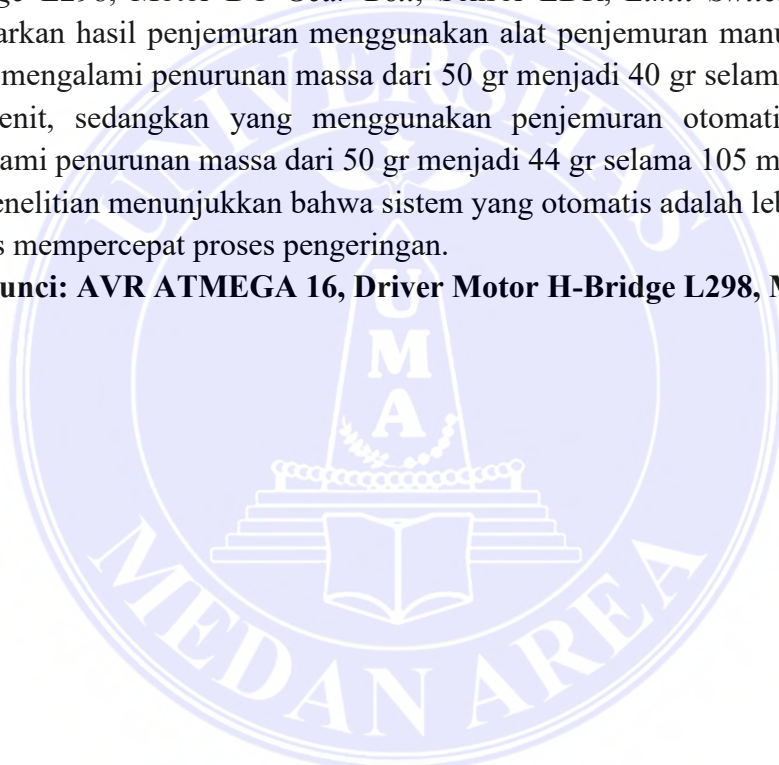 ge L298, Motor DC Gear Box, Sensor LDR, Limit Switc
arkan hasil penjemuran menggunakan alat penjemuran manu
mengalami penurunan massa dari 50 gr menjadi 40 gr selam
enit, sedangkan yang menggunakan penjemuran otomati
ami penurunan massa dari 50 gr menjadi 44 gr selama 105 m
enelitian menunjukkan bahwa sistem yang otomatis adalah leb
s mempercepat proses pengeringan.
unci: AVR ATMEGA 16, Driver Motor H-Bridge L298, M
UNIVERSITAS
U
M
A
MEDAN AREA